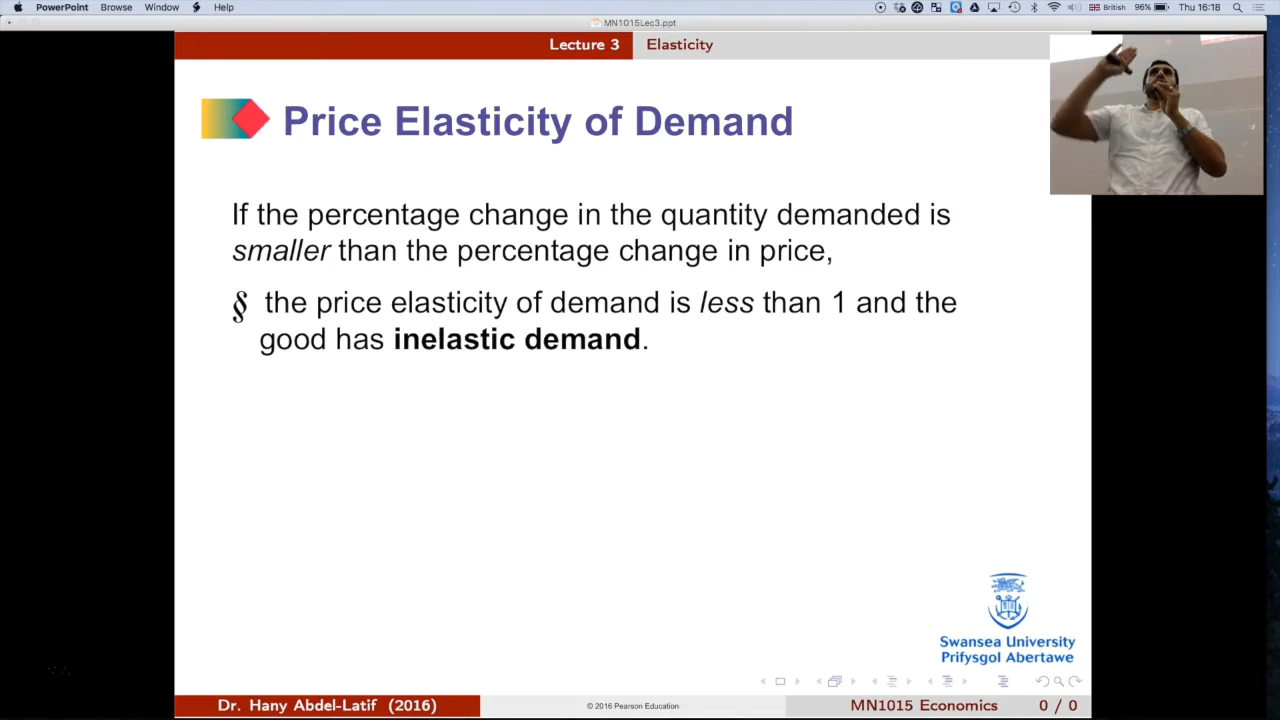 PowerPoint Browse Window Help
British 96% Thu 16:18
MN1015Lec3.ppt
Lecture 3 Elasticity
Price Elasticity of Demand
If the percentage change in the quantity demanded is
smaller than the percentage change in price,
§ the price elasticity of demand is less than 1 and the
good has inelastic demand.
Swansea University
Prifysgol Abertawe
Dr. Hany Abdel-Latif (2016) © 2016 Pearson Education MN1015 Economics 0 / 0